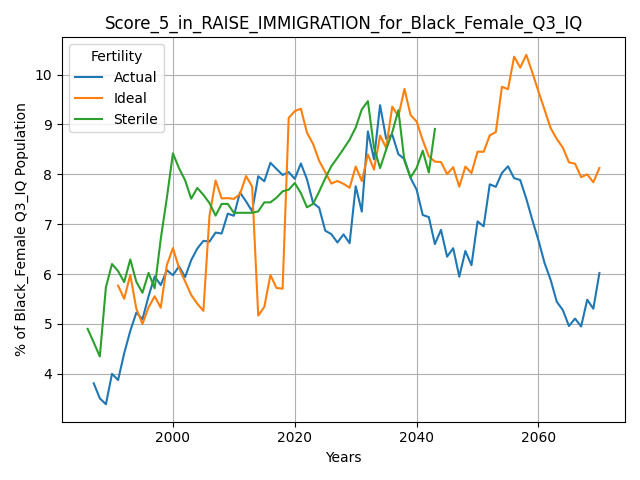 Score_5_in_RAISE_IMMIGRATION_for_Black_Female_Q3_IQ
Fertility
Actual
Ideal
Sterile
% of Black_Female Q3_IQ Population
10
9
8
7
6
5
4
2000 2020 2040 2060
Years